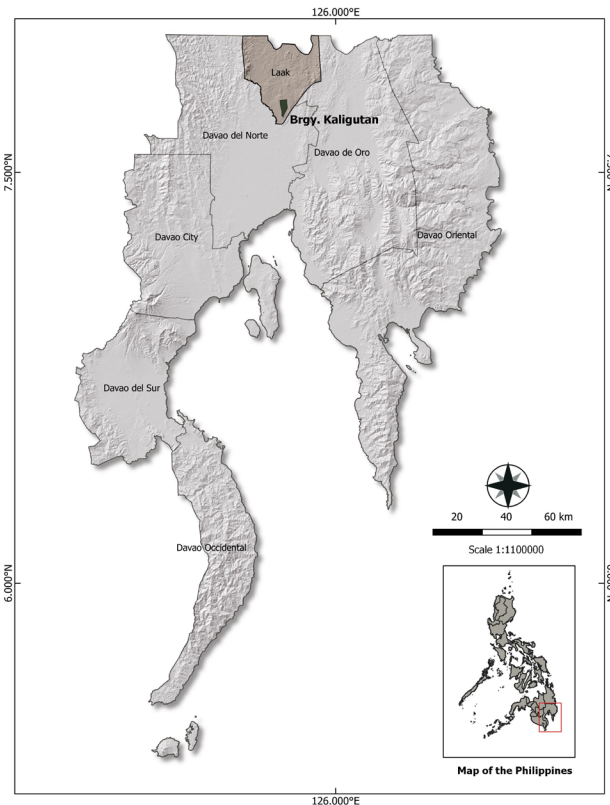 126.000°E
Laak
Brgy. Kaligutan
Davao del Norte
Davao de Oro
7.500°N
Davao City
Davao Oriental
Davao del Sur
20 40 60 km
Scale 1:1100000
Davao Occidental
6.000°N
Map of the Philippines
126.000°E